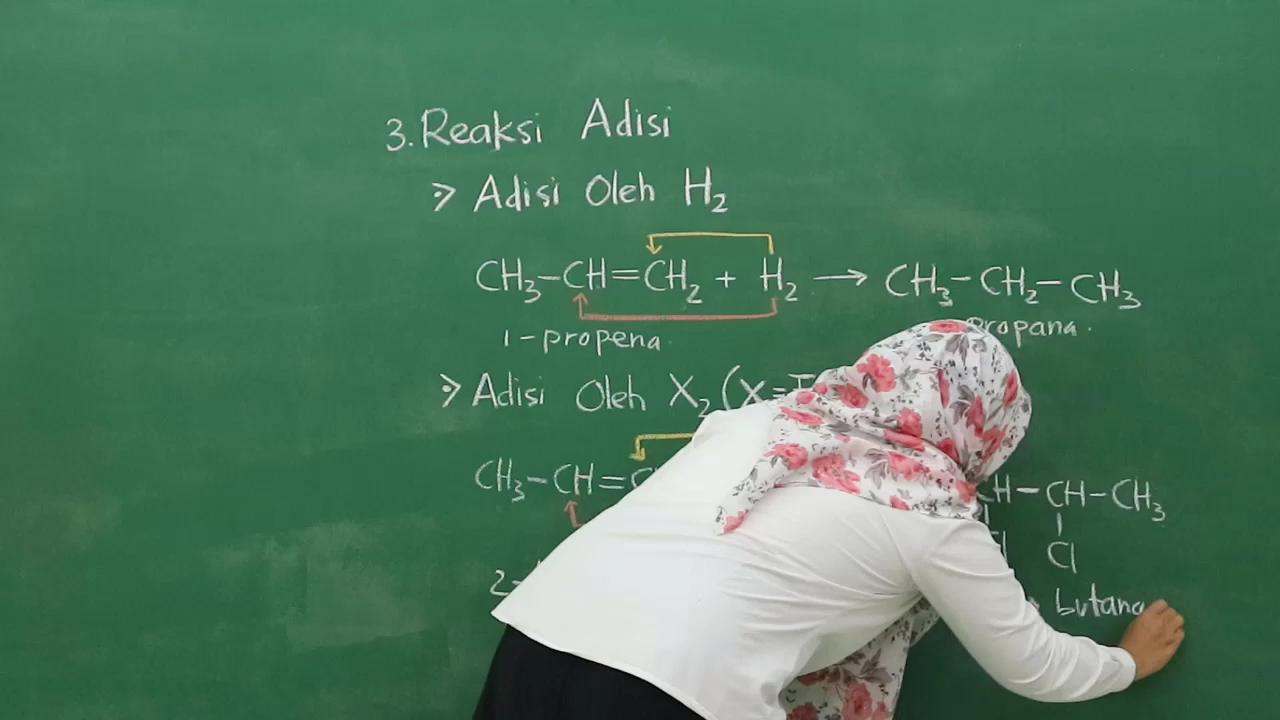 3. Reaksi Adisi
> Adisi Oleh H₂
CH₃-CH=CH₂ + H₂ → CH₃-CH₂-CH₃
1-propena. propana.
> Adisi Oleh X₂ (X=
CH₃-CH= CH-CH-CH₃
Cl
2- butana